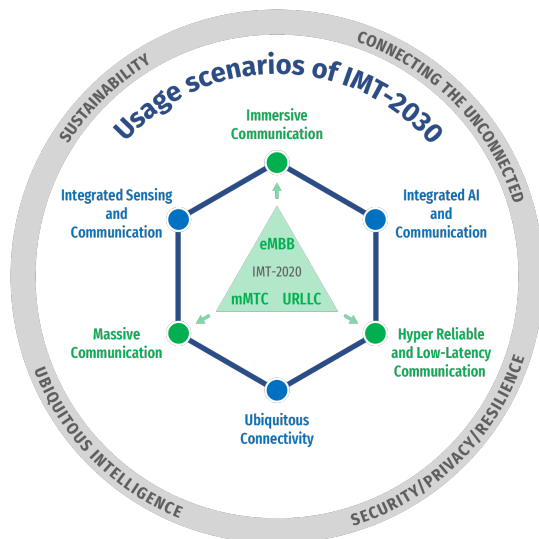 SUSTAINABILITY
CONNECTING THE UNCONNECTED
Usage scenarios of IMT-2030
Immersive
Communication
Integrated Sensing
and
Communication
Integrated AI
and
Communication
eMBB
IMT-2020
mMTC URLLC
Massive
Communication
Hyper Reliable
and Low-Latency
Communication
Ubiquitous
Connectivity
UBIQUITOUS INTELLIGENCE
SECURITY/PRIVACY/RESILIENCE